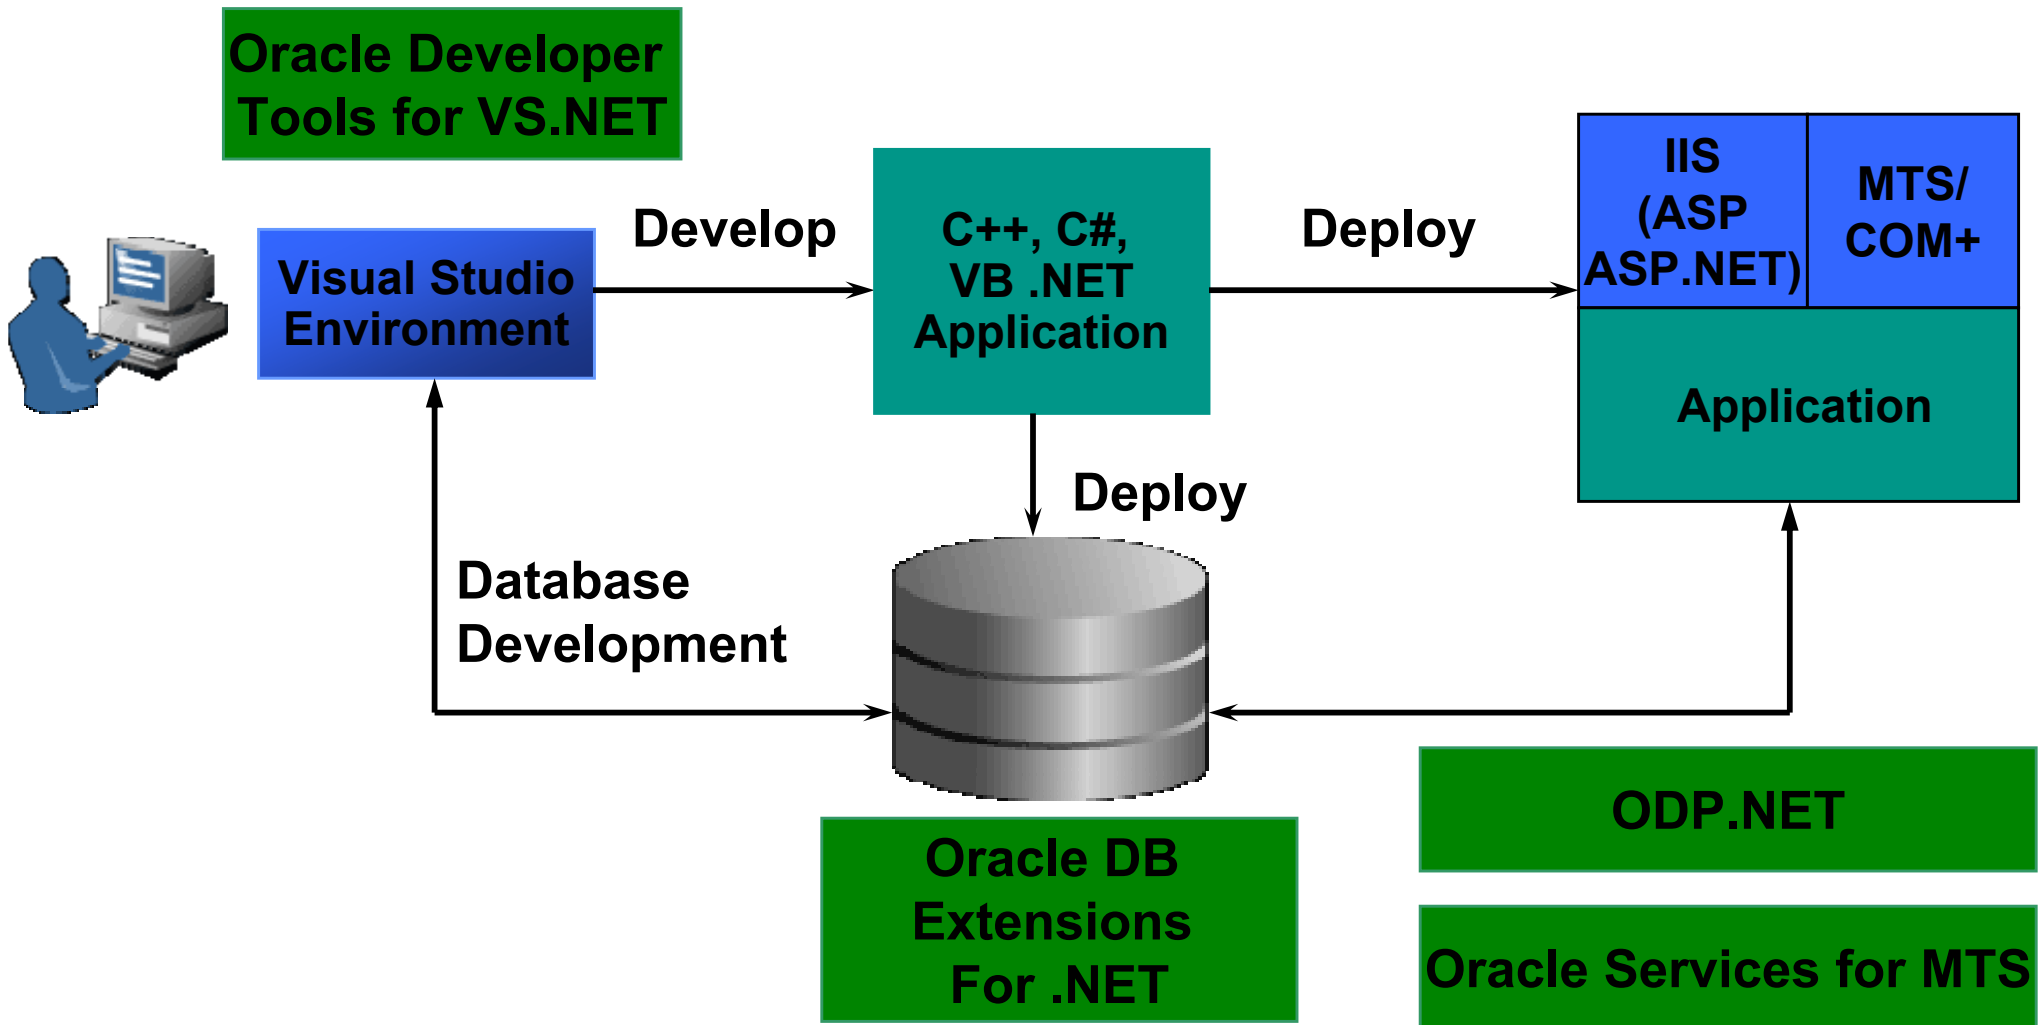 Oracle Developer
Tools for VS.NET
Visual Studio
Environment
Develop
C++, C#,
VB .NET
Application
Deploy
IIS
(ASP
ASP.NET)
MTS/
COM+
Application
Deploy
Database
Development
Oracle DB
Extensions
For .NET
ODP.NET
Oracle Services for MTS